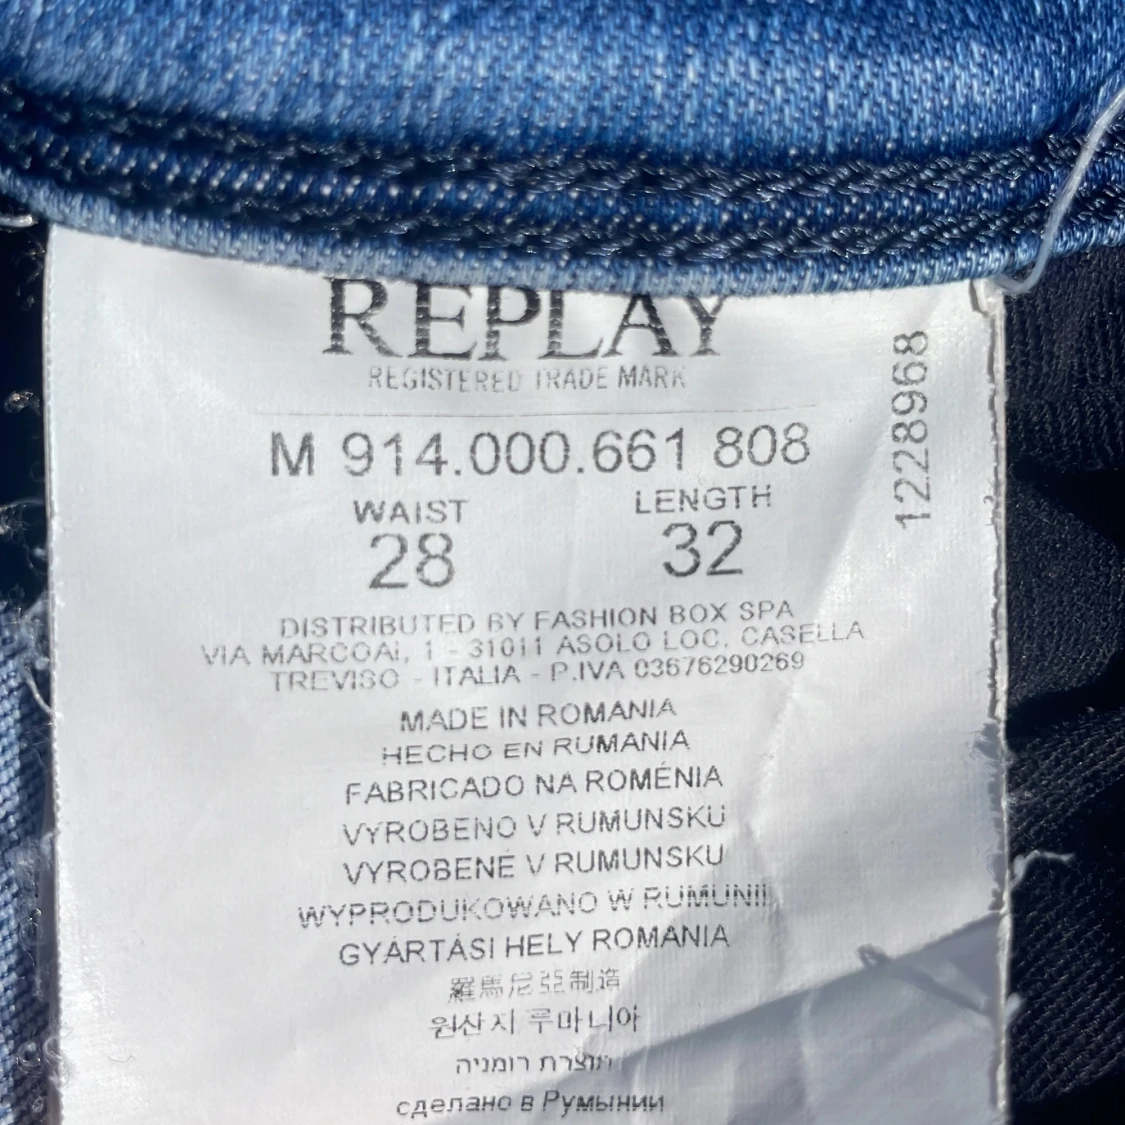 REPLAY
REGISTERED TRADE MARK
M 914.000.661 808
1228968
WAIST LENGTH
28 32
DISTRIBUTED BY FASHION BOX SPA
VIA MARCOAI, 1 - 31011 ASOLO LOC. CASELLA
TREVISO - ITALIA - P.IVA 03676290269
MADE IN ROMANIA
HECHO EN RUMANIA
FABRICADO NA ROMÉNIA
VYROBENO V RUMUNSKU
VYROBENÉ V RUMUNSKU
WYPRODUKOWANO W RUMUNII
GYÁRTÁSI HELY ROMANIA
羅馬尼亞制造
원산지 루마니아
תוצרת רומניה
сделано в Румынии